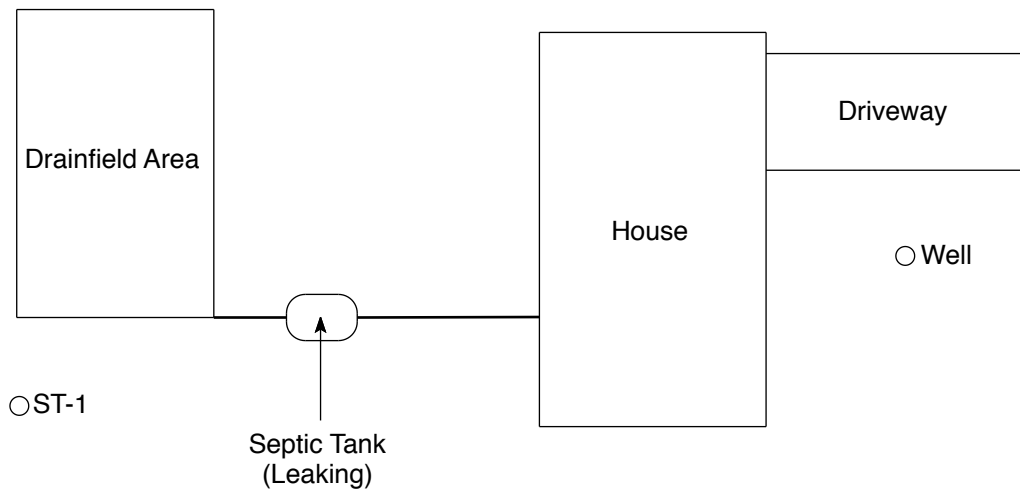 Driveway
Drainfield Area
House
Well
ST-1
Septic Tank
(Leaking)